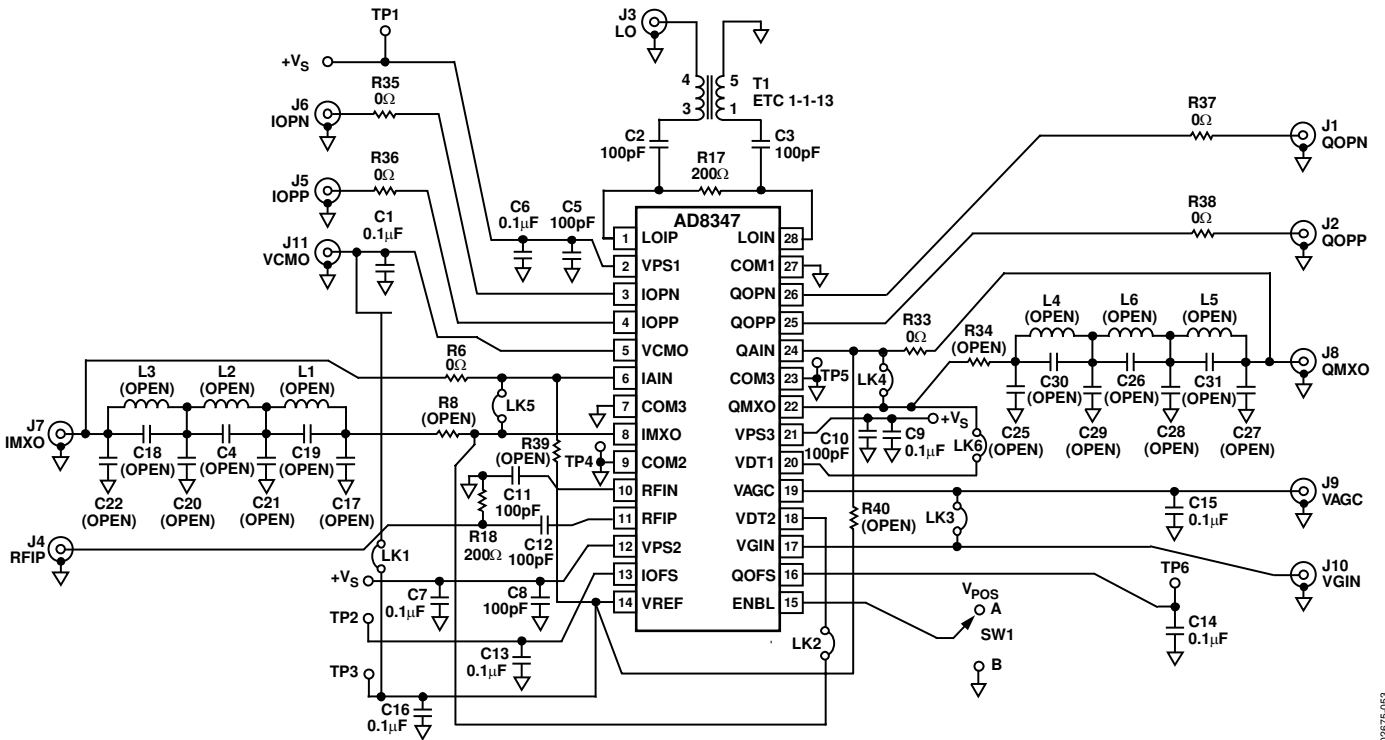 TP1
+VS
J3
LO
4
5
3
1
T1
ETC 1-1-13
R35
0Ω
J6
IOPN
C2
100pF
C3
100pF
R17
200Ω
R37
0Ω
J1
QOPN
R36
0Ω
J5
IOPP
C1
0.1μF
C6
0.1μF
C5
100pF
J11
VCMO
R38
0Ω
J2
QOPP
AD8347
1 LOIP
2 VPS1
3 IOPN
4 IOPP
5 VCMO
6 IAIN
7 COM3
8 IMXO
9 COM2
10 RFIN
11 RFIP
12 VPS2
13 IOFS
14 VREF
LOIN 28
COM1 27
QOPN 26
QOPP 25
QAIN 24
COM3 23
QMXO 22
VPS3 21
VDT1 20
VAGC 19
VDT2 18
VGIN 17
QOFS 16
ENBL 15
R6
0Ω
L3
(OPEN)
L2
(OPEN)
L1
(OPEN)
R8
(OPEN)
LK5
J7
IMXO
C18
(OPEN)
C4
(OPEN)
C19
(OPEN)
R39
(OPEN)
TP4
C22
(OPEN)
C20
(OPEN)
C21
(OPEN)
C17
(OPEN)
C11
100pF
R18
200Ω
C12
100pF
J4
RFIP
LK1
+VS
C7
0.1μF
C8
100pF
TP2
C13
0.1μF
TP3
C16
0.1μF
R33
0Ω
R34
(OPEN)
L4
(OPEN)
L6
(OPEN)
L5
(OPEN)
J8
QMXO
TP5
LK4
C30
(OPEN)
C26
(OPEN)
C31
(OPEN)
C25
(OPEN)
C29
(OPEN)
C28
(OPEN)
C27
(OPEN)
+VS
C10
100pF
C9
0.1μF
LK6
J9
VAGC
C15
0.1μF
LK3
R40
(OPEN)
J10
VGIN
TP6
VPOS
A
SW1
B
C14
0.1μF
LK2
02675-053